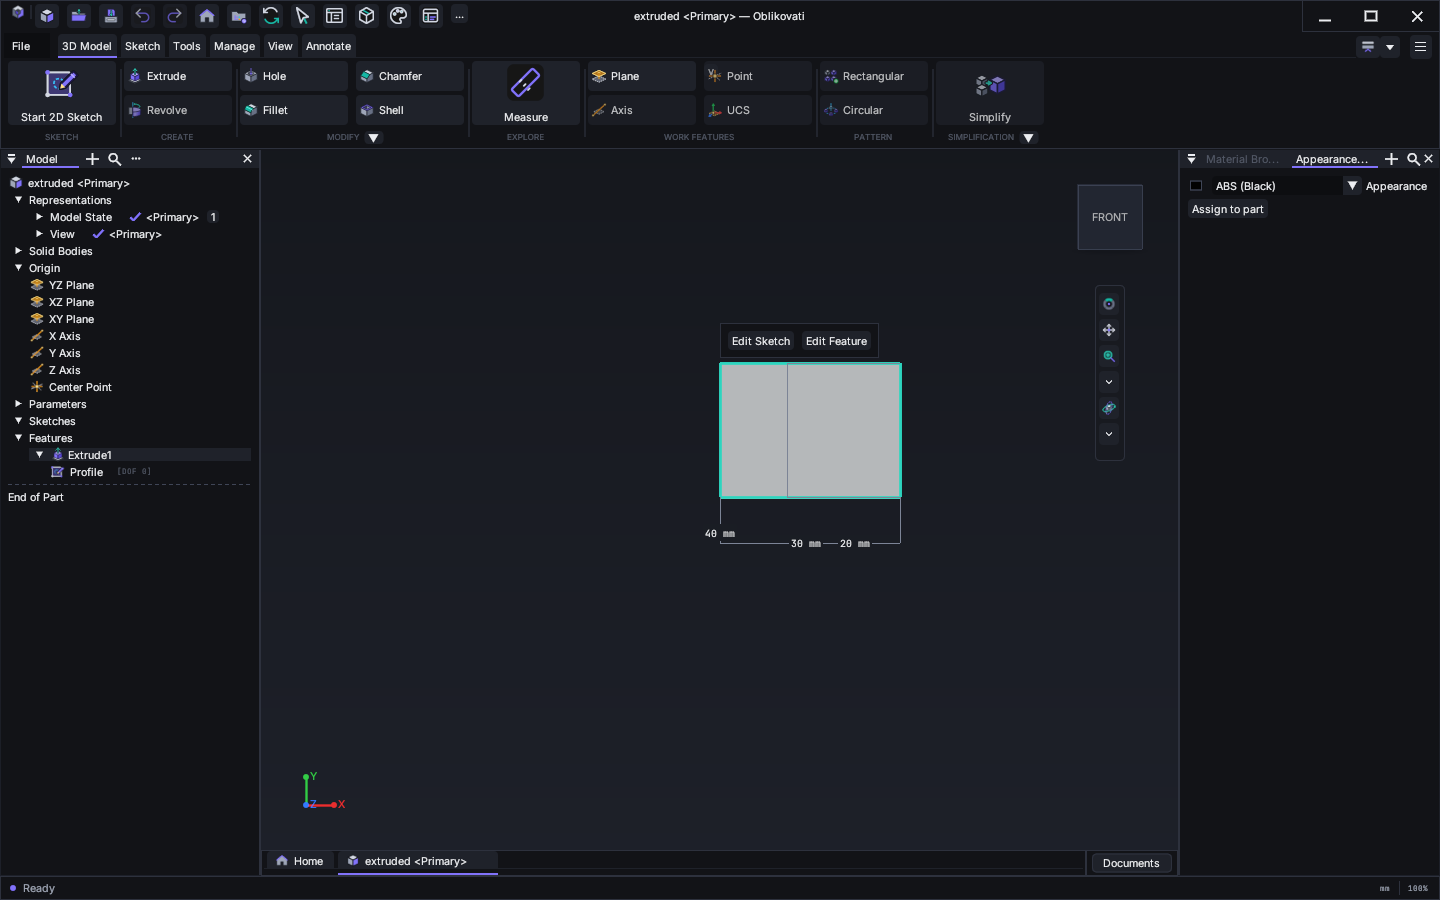 extruded <Primary> — Oblikovati
File
3D Model
Sketch
Tools
Manage
View
Annotate
Start 2D Sketch
SKETCH
Extrude
Revolve
CREATE
Hole
Chamfer
Fillet
Shell
MODIFY
Measure
EXPLORE
Plane
Point
Axis
UCS
WORK FEATURES
Rectangular
Circular
PATTERN
Simplify
SIMPLIFICATION
Model
extruded <Primary>
Representations
Model State <Primary> 1
View <Primary>
Solid Bodies
Origin
YZ Plane
XZ Plane
XY Plane
X Axis
Y Axis
Z Axis
Center Point
Parameters
Sketches
Features
Extrude1
Profile [DOF 0]
End of Part
FRONT
Edit Sketch Edit Feature
40 mm
30 mm 20 mm
Y
Z X
Material Bro... Appearance...
ABS (Black) Appearance
Assign to part
Home
extruded <Primary>
Documents
Ready
mm 100%